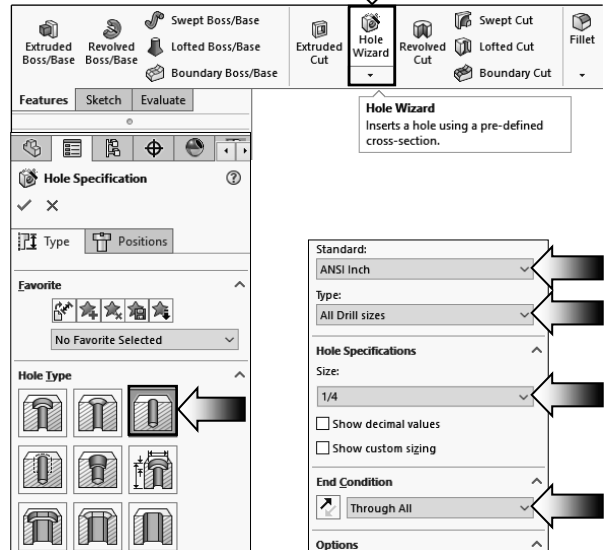 Extruded Boss/Base
Revolved Boss/Base
Swept Boss/Base
Lofted Boss/Base
Boundary Boss/Base
Extruded Cut
Hole Wizard
Revolved Cut
Swept Cut
Lofted Cut
Boundary Cut
Fillet
Features
Sketch
Evaluate
Hole Wizard
Inserts a hole using a pre-defined
cross-section.
Hole Specification
Type
Positions
Favorite
No Favorite Selected
Hole Type
Standard:
ANSI Inch
Type:
All Drill sizes
Hole Specifications
Size:
1/4
Show decimal values
Show custom sizing
End Condition
Through All
Options